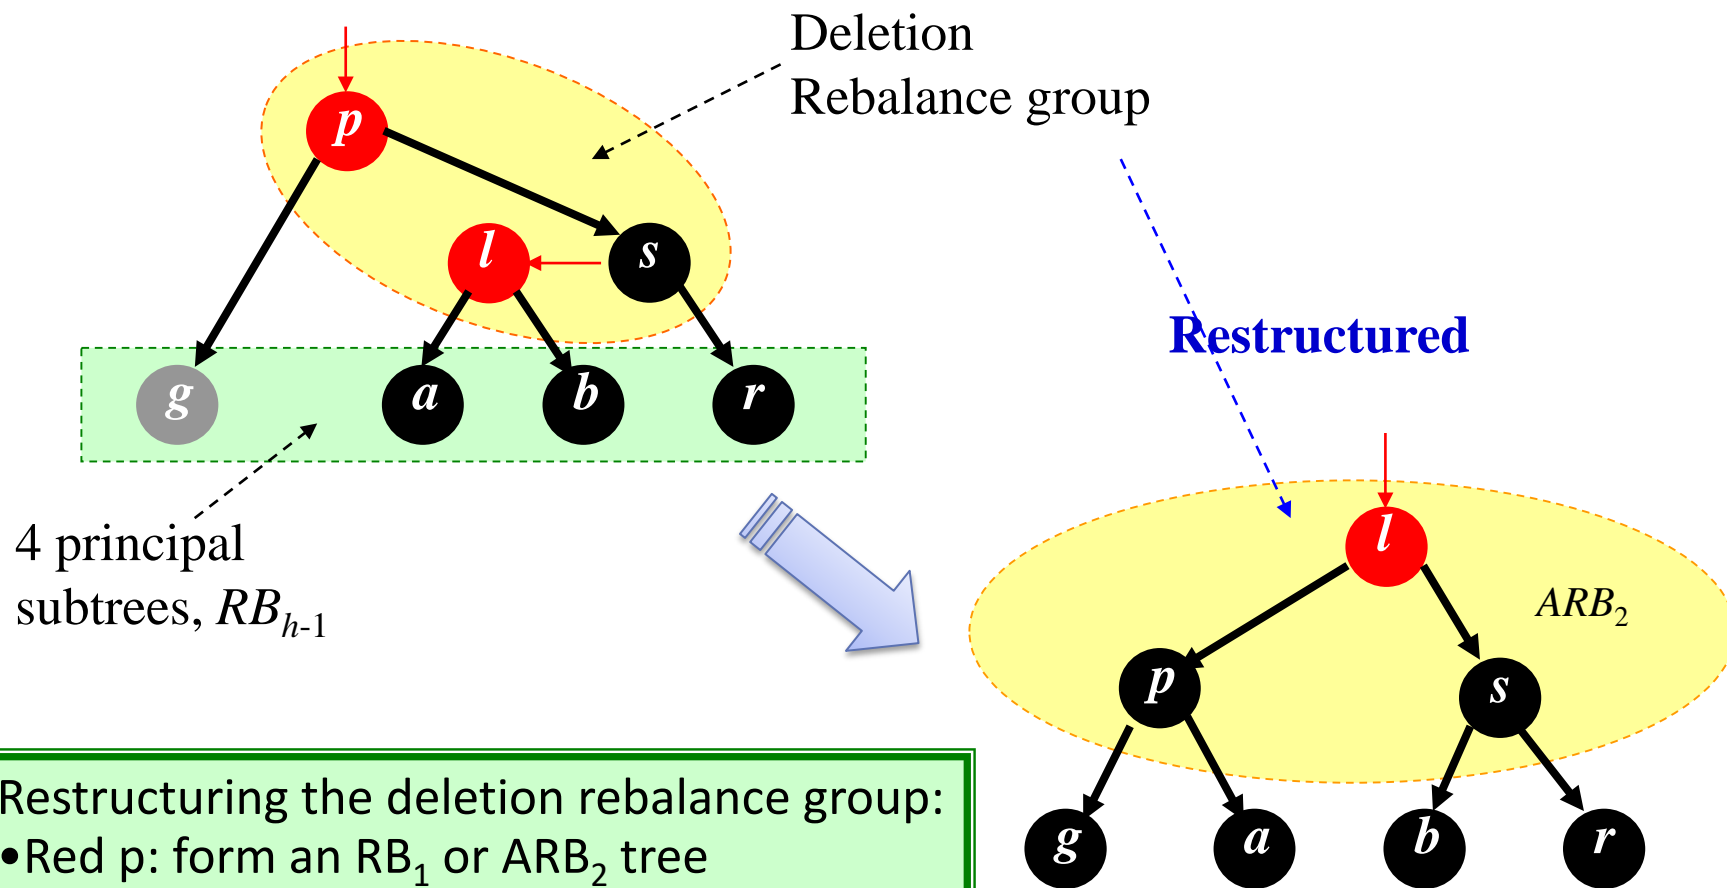 Deletion
Rebalance group
p
l
s
g
a
b
r
4 principal
subtrees, RBh-1
Restructured
l
ARB2
p
s
g
a
b
r
Restructuring the deletion rebalance group:
•Red p: form an RB1 or ARB2 tree